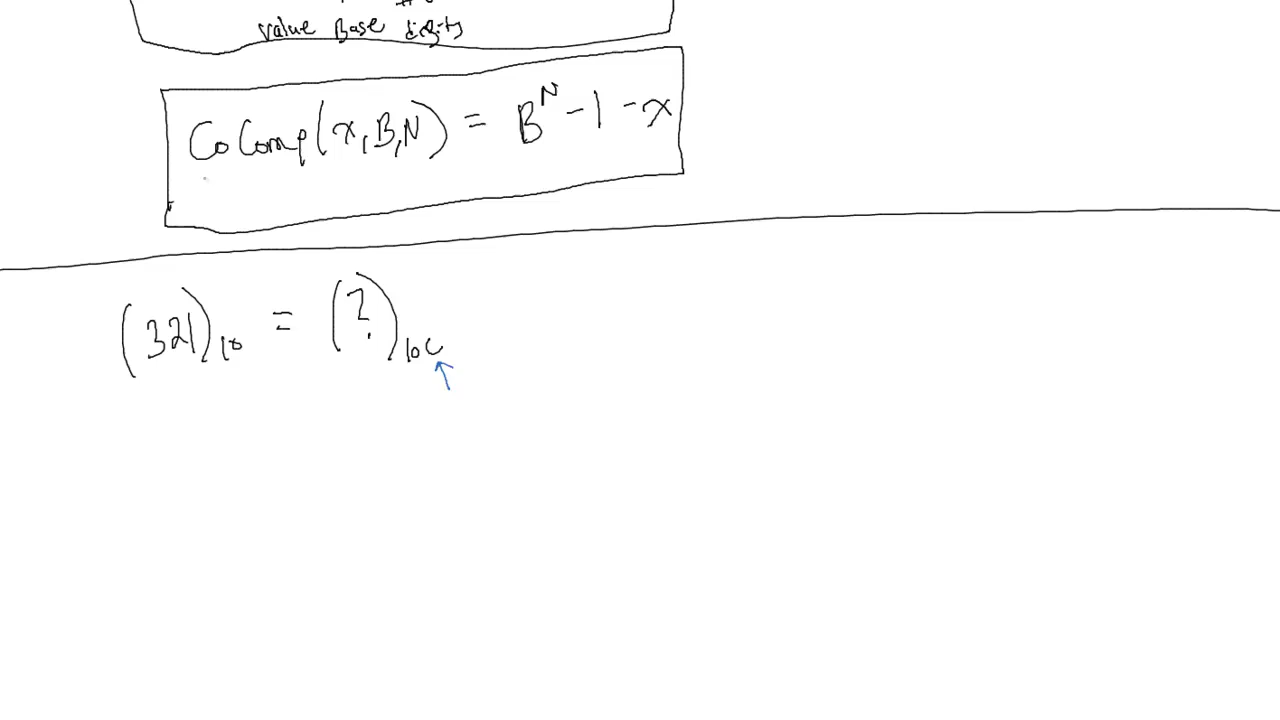 #
value Base digits
CoComp(x,B,N) = B^N - 1 - x
(321)10 = (?)10C